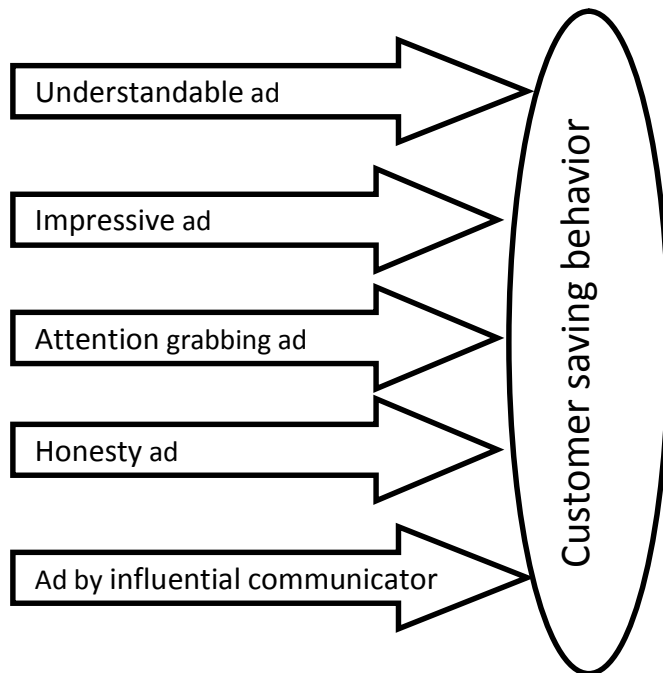 Understandable ad
Impressive ad
Attention grabbing ad
Honesty ad
Ad by influential communicator
Customer saving behavior